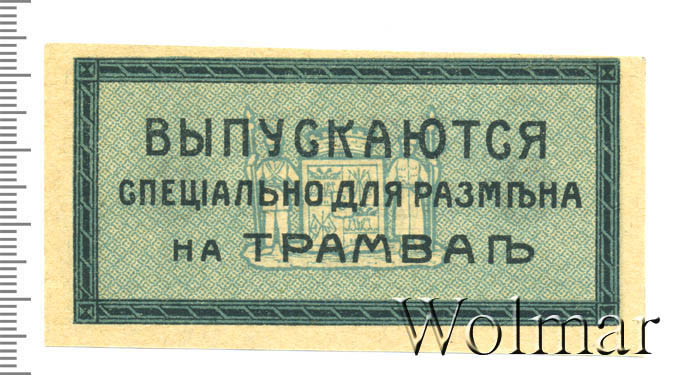 ВЫПУСКАЮТСЯ
СПЕЦІАЛЬНО ДЛЯ РАЗМѢНА
НА ТРАМВАѢ
Wolmar